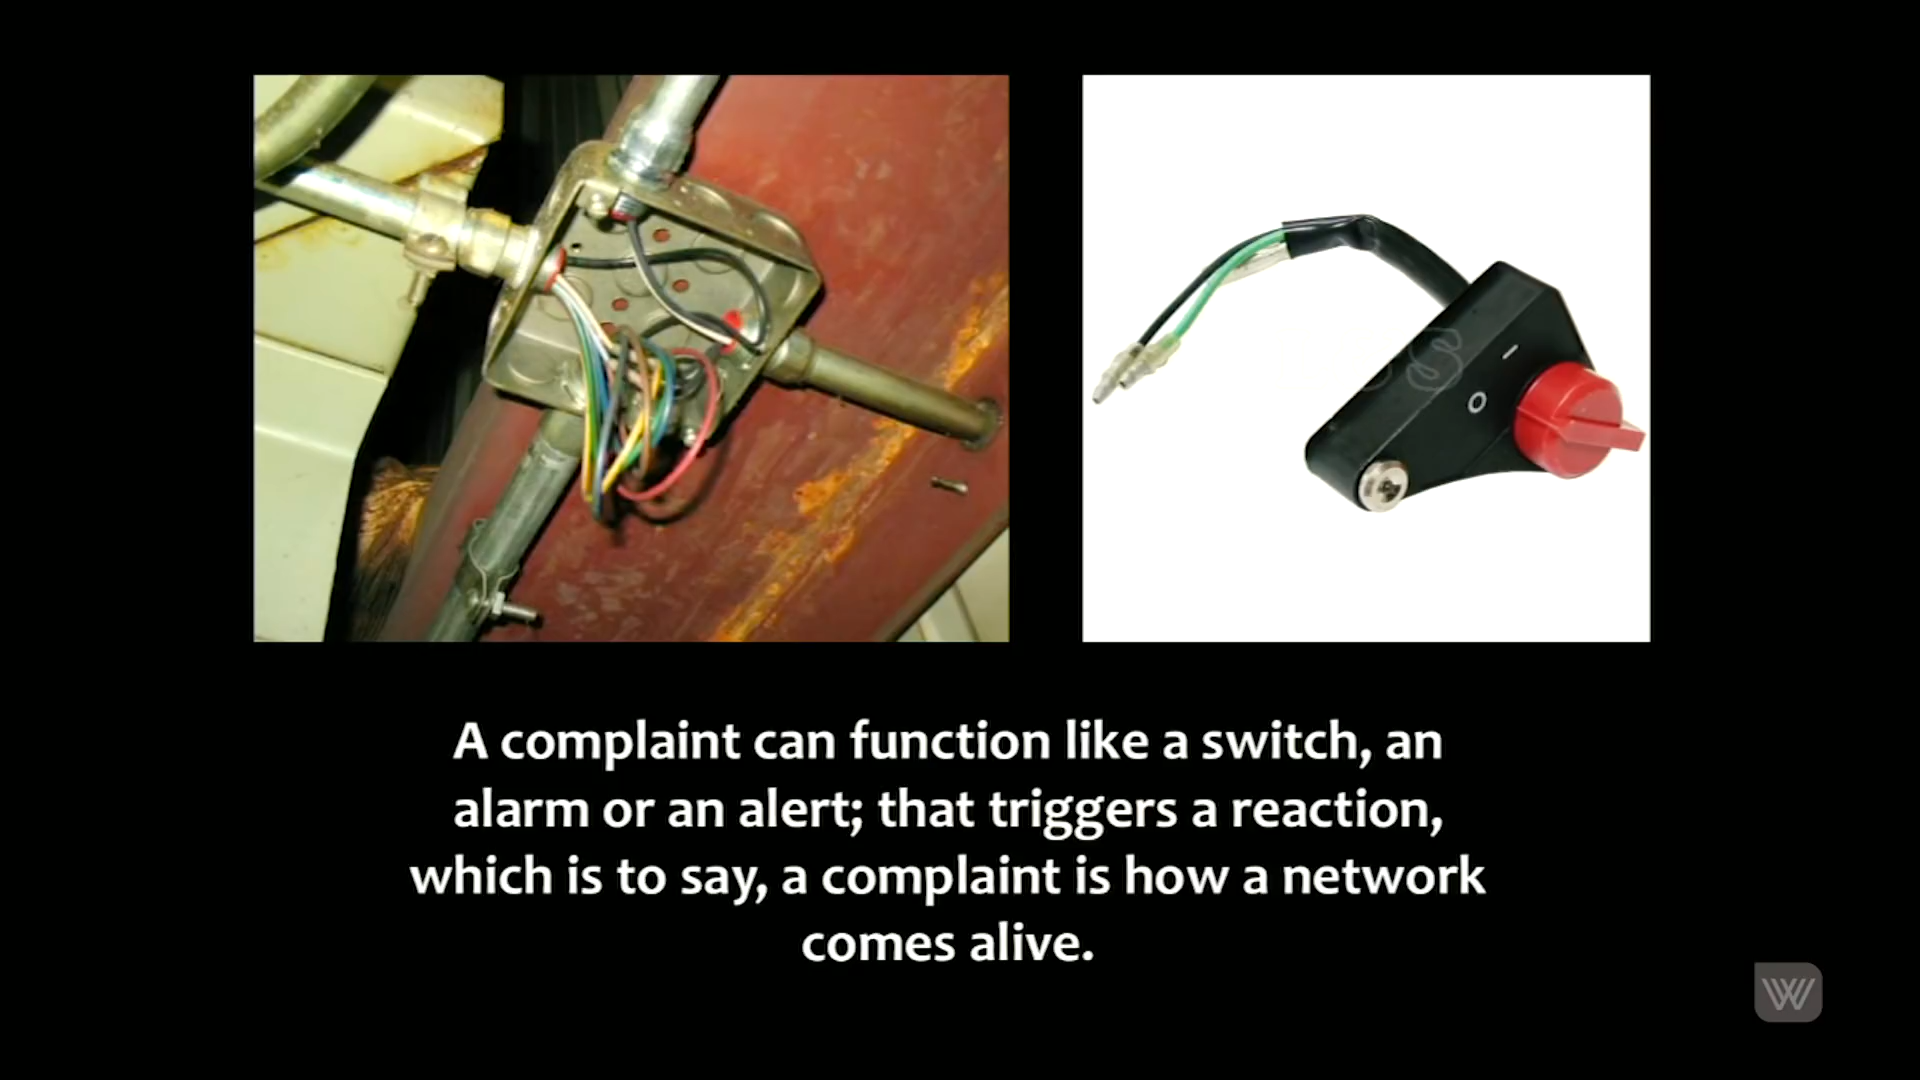 A complaint can function like a switch, an
alarm or an alert; that triggers a reaction,
which is to say, a complaint is how a network
comes alive.
W